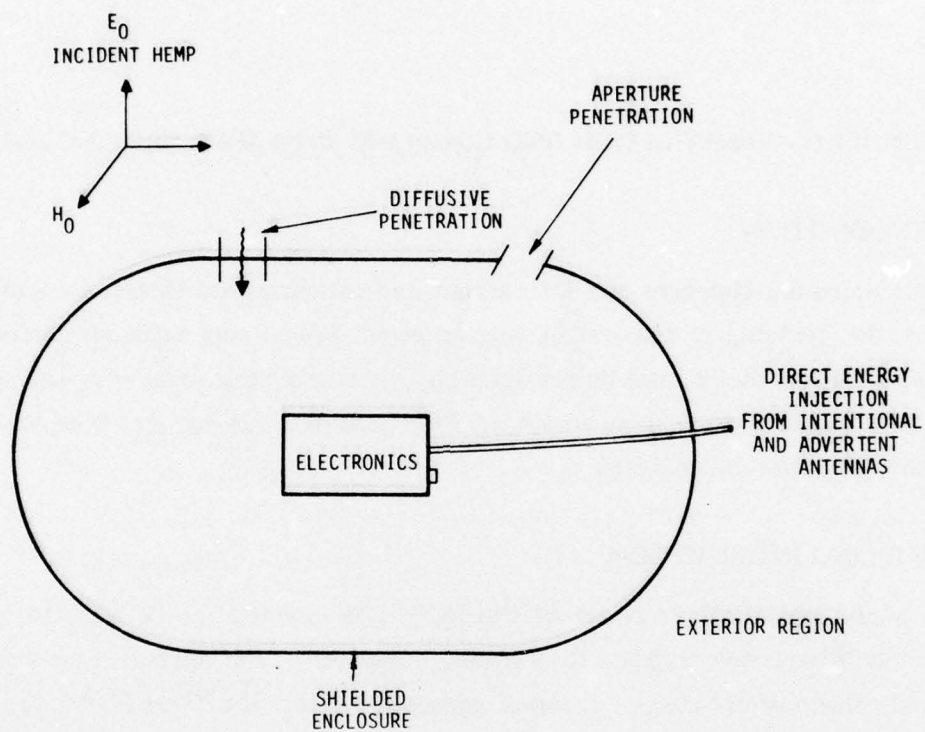 E0
INCIDENT HEMP
H0
APERTURE
PENETRATION
DIFFUSIVE
PENETRATION
DIRECT ENERGY
INJECTION
FROM INTENTIONAL
AND ADVERTENT
ANTENNAS
ELECTRONICS
EXTERIOR REGION
SHIELDED
ENCLOSURE